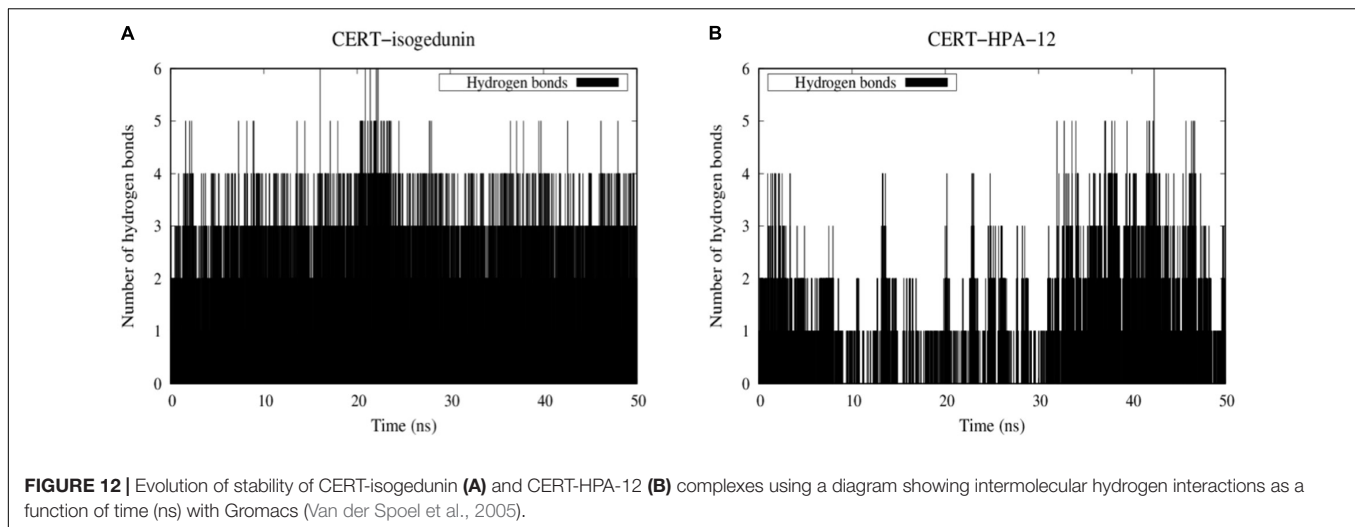 A
CERT-isogedunin
Hydrogen bonds
Number of hydrogen bonds
6
5
4
3
2
1
0
0 10 20 30 40 50
Time (ns)
B
CERT-HPA-12
Hydrogen bonds
Number of hydrogen bonds
6
5
4
3
2
1
0
0 10 20 30 40 50
Time (ns)
FIGURE 12 | Evolution of stability of CERT-isogedunin (A) and CERT-HPA-12 (B) complexes using a diagram showing intermolecular hydrogen interactions as a
function of time (ns) with Gromacs (Van der Spoel et al., 2005).